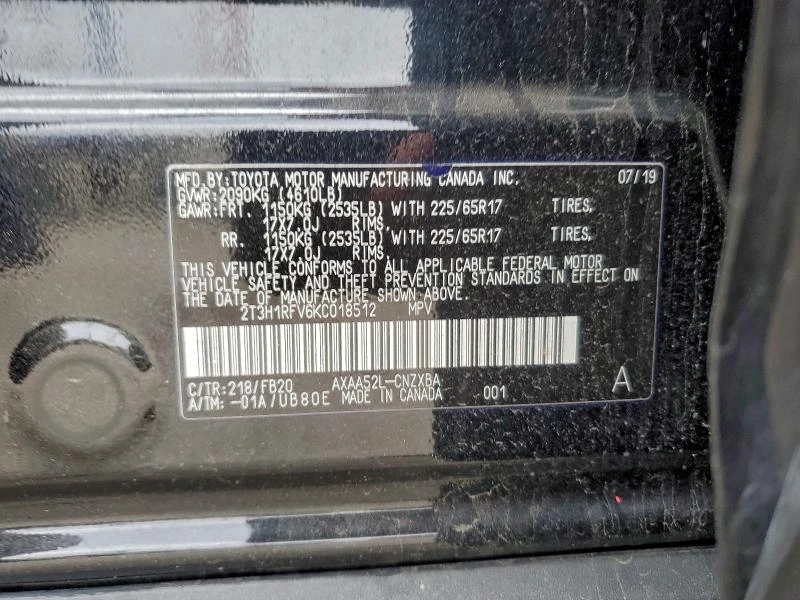 MFD.BY:TOYOTA MOTOR MANUFACTURING CANADA INC. 07/19
GVWR:2090KG (4610LB)
GAWR:FRT. 1150KG (2535LB) WITH 225/65R17 TIRES,
17X7.0J RIMS,
RR. 1150KG (2535LB) WITH 225/65R17 TIRES,
17X7.0J RIMS,
THIS VEHICLE CONFORMS TO ALL APPLICABLE FEDERAL MOTOR
VEHICLE SAFETY AND THEFT PREVENTION STANDARDS IN EFFECT ON
THE DATE OF MANUFACTURE SHOWN ABOVE.
2T3H1RFV6KC018512 MPV
C/TR:218/FB20 AXAA52L-CNZXBA 001 A
A/TM:-01A/UB80E MADE IN CANADA